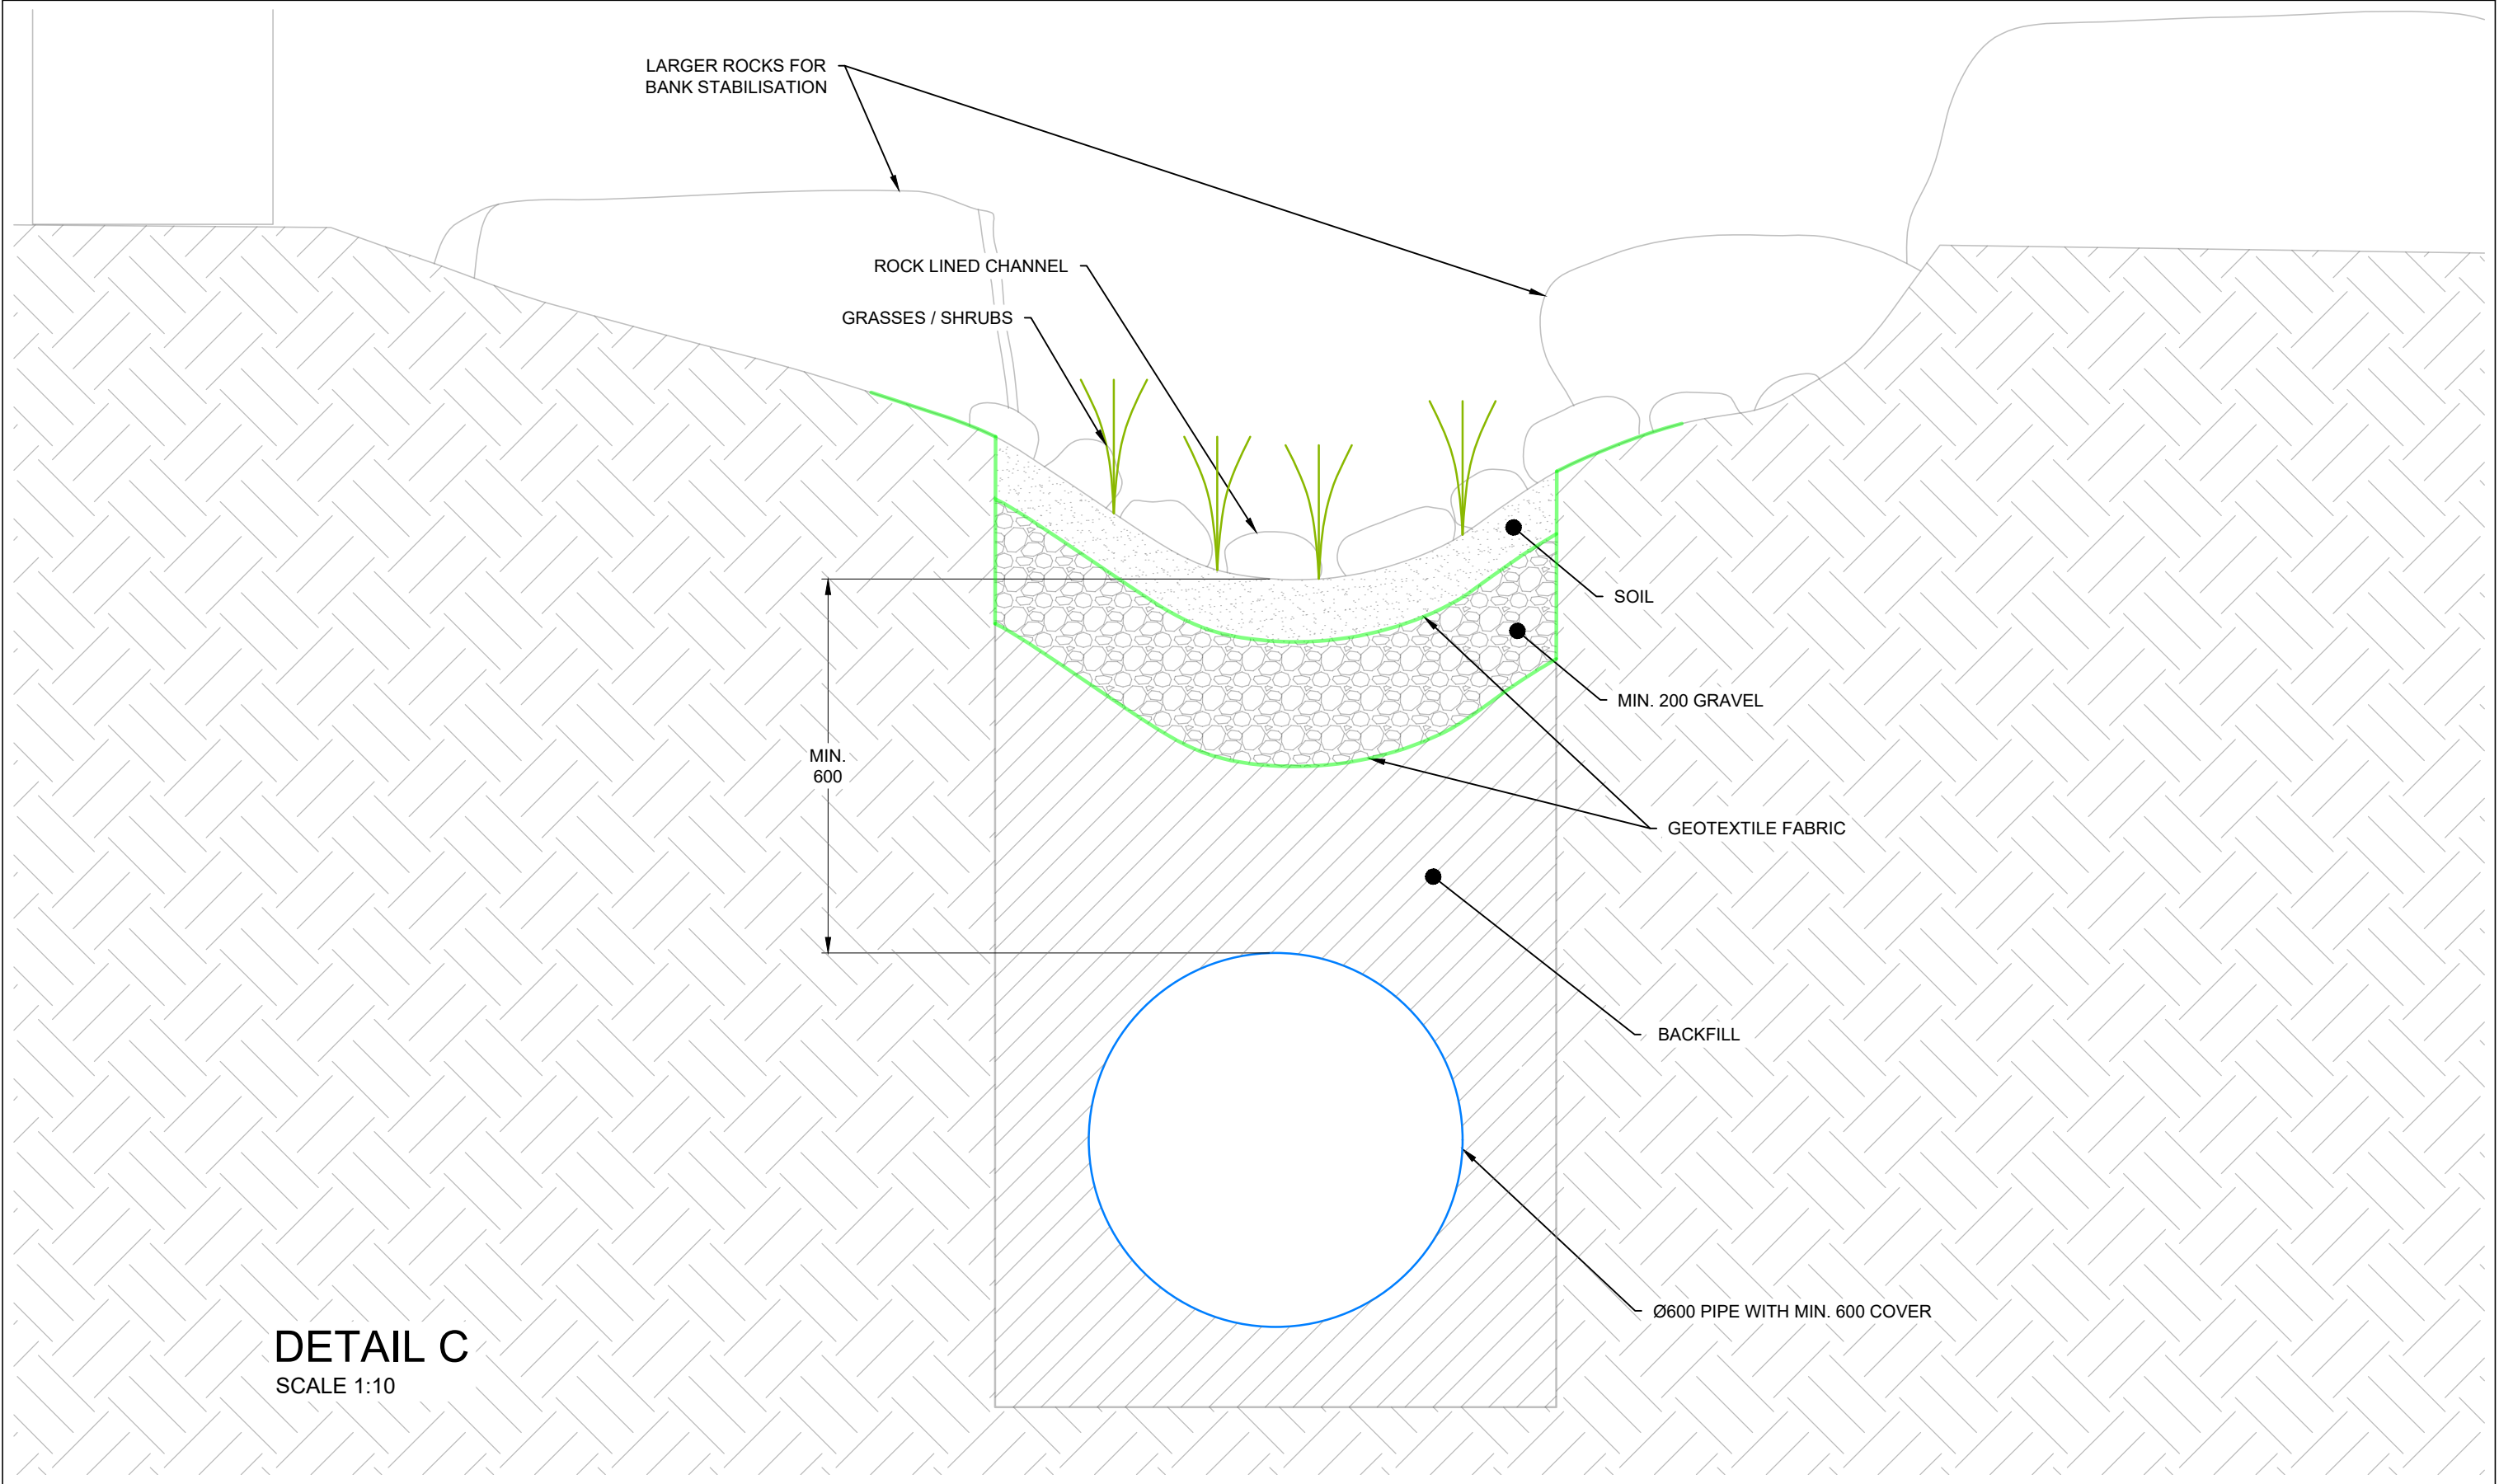 LARGER ROCKS FOR
BANK STABILISATION
ROCK LINED CHANNEL
GRASSES / SHRUBS
SOIL
MIN. 200 GRAVEL
MIN.
600
GEOTEXTILE FABRIC
BACKFILL
Ø600 PIPE WITH MIN. 600 COVER
DETAIL C
SCALE 1:10